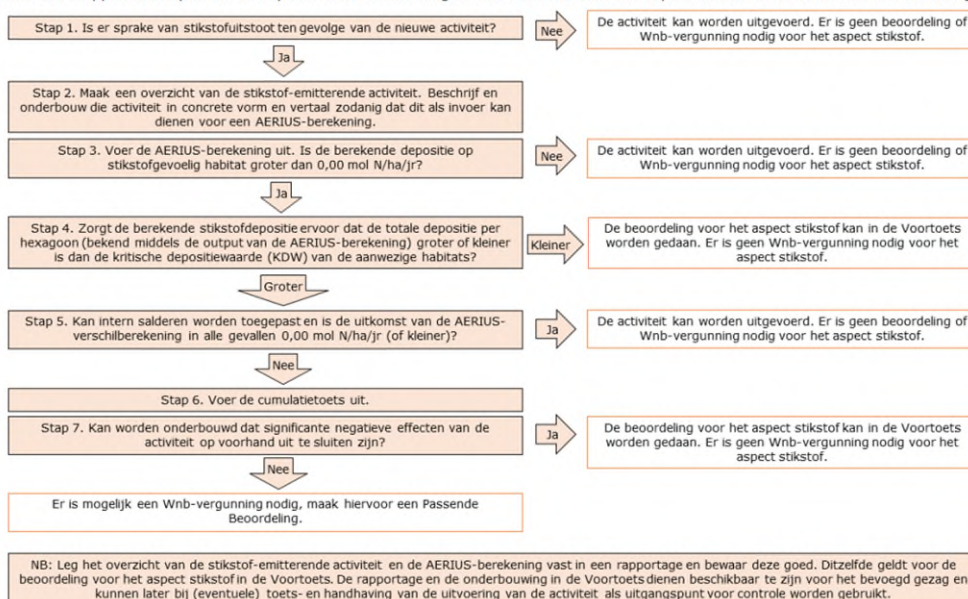 Stap 1. Is er sprake van stikstofuitstoot ten gevolge van de nieuwe activiteit?
Nee
De activiteit kan worden uitgevoerd. Er is geen beoordeling of
Wnb-vergunning nodig voor het aspect stikstof.
Ja
Stap 2. Maak een overzicht van de stikstof-emitterende activiteit. Beschrijf en
onderbouw die activiteit in concrete vorm en vertaal zodanig dat dit als invoer kan
dienen voor een AERIUS-berekening.
Stap 3. Voer de AERIUS-berekening uit. Is de berekende depositie op
stikstofgevoelig habitat groter dan 0,00 mol N/ha/jr?
Nee
De activiteit kan worden uitgevoerd. Er is geen beoordeling of
Wnb-vergunning nodig voor het aspect stikstof.
Ja
Stap 4. Zorgt de berekende stikstofdepositie ervoor dat de totale depositie per
hexagoon (bekend middels de output van de AERIUS-berekening) groter of kleiner
is dan de kritische depositiewaarde (KDW) van de aanwezige habitats?
Kleiner
De beoordeling voor het aspect stikstof kan in de Voortoets
worden gedaan. Er is geen Wnb-vergunning nodig voor het
aspect stikstof.
Groter
Stap 5. Kan intern salderen worden toegepast en is de uitkomst van de AERIUS-
verschilberekening in alle gevallen 0,00 mol N/ha/jr (of kleiner)?
Ja
De activiteit kan worden uitgevoerd. Er is geen beoordeling of
Wnb-vergunning nodig voor het aspect stikstof.
Nee
Stap 6. Voer de cumulatietoets uit.
Stap 7. Kan worden onderbouwd dat significante negatieve effecten van de
activiteit op voorhand uit te sluiten zijn?
Ja
De beoordeling voor het aspect stikstof kan in de Voortoets
worden gedaan. Er is geen Wnb-vergunning nodig voor het
aspect stikstof.
Nee
Er is mogelijk een Wnb-vergunning nodig, maak hiervoor een Passende
Beoordeling.
NB: Leg het overzicht van de stikstof-emitterende activiteit en de AERIUS-berekening vast in een rapportage en bewaar deze goed. Ditzelfde geldt voor de
beoordeling voor het aspect stikstof in de Voortoets. De rapportage en de onderbouwing in de Voortoets dienen beschikbaar te zijn voor het bevoegd gezag en
kunnen later bij (eventuele) toets- en handhaving van de uitvoering van de activiteit als uitgangspunt voor controle worden gebruikt.